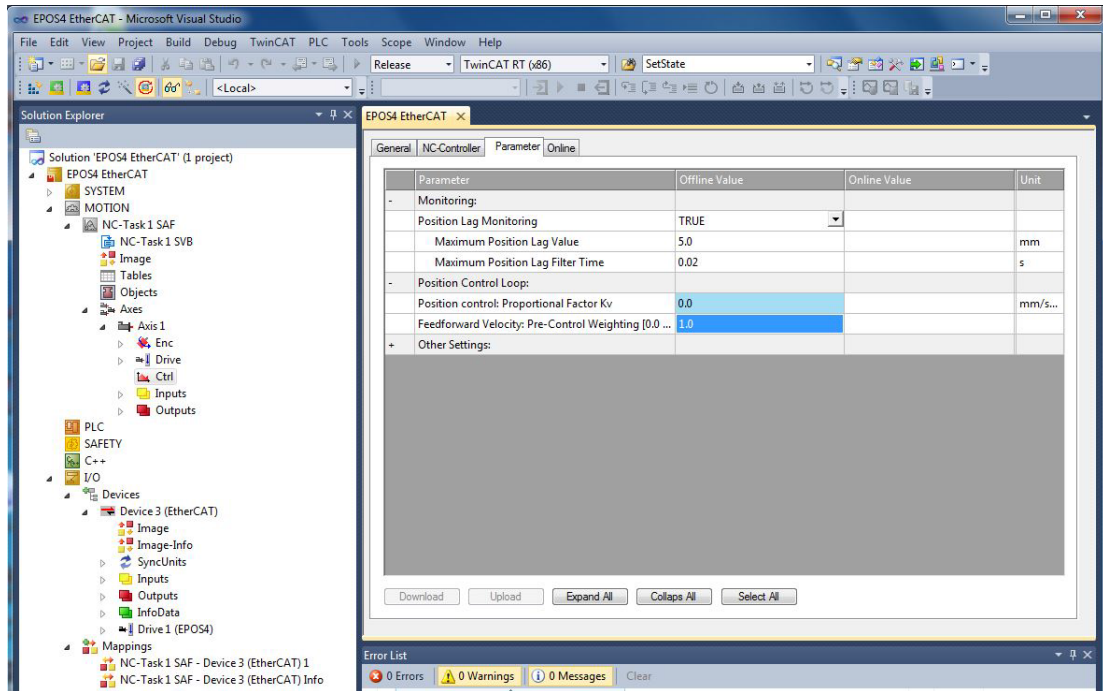 EPOS4 EtherCAT - Microsoft Visual Studio
File Edit View Project Build Debug TwinCAT PLC Tools Scope Window Help
Release TwinCAT RT (x86) SetState
<Local>
Solution Explorer
Solution 'EPOS4 EtherCAT' (1 project)
EPOS4 EtherCAT
SYSTEM
MOTION
NC-Task 1 SAF
NC-Task 1 SVB
Image
Tables
Objects
Axes
Axis 1
Enc
Drive
Ctrl
Inputs
Outputs
PLC
SAFETY
C++
I/O
Devices
Device 3 (EtherCAT)
Image
Image-Info
SyncUnits
Inputs
Outputs
InfoData
Drive 1 (EPOS4)
Mappings
NC-Task 1 SAF - Device 3 (EtherCAT) 1
NC-Task 1 SAF - Device 3 (EtherCAT) Info
EPOS4 EtherCAT
General NC-Controller Parameter Online
Parameter Offline Value Online Value Unit
- Monitoring:
Position Lag Monitoring TRUE
Maximum Position Lag Value 5.0 mm
Maximum Position Lag Filter Time 0.02 s
- Position Control Loop:
Position control: Proportional Factor Kv 0.0 mm/s...
Feedforward Velocity: Pre-Control Weighting [0.0 ... 1.0
+ Other Settings:
Download Upload Expand All Collaps All Select All
Error List
0 Errors 0 Warnings 0 Messages Clear